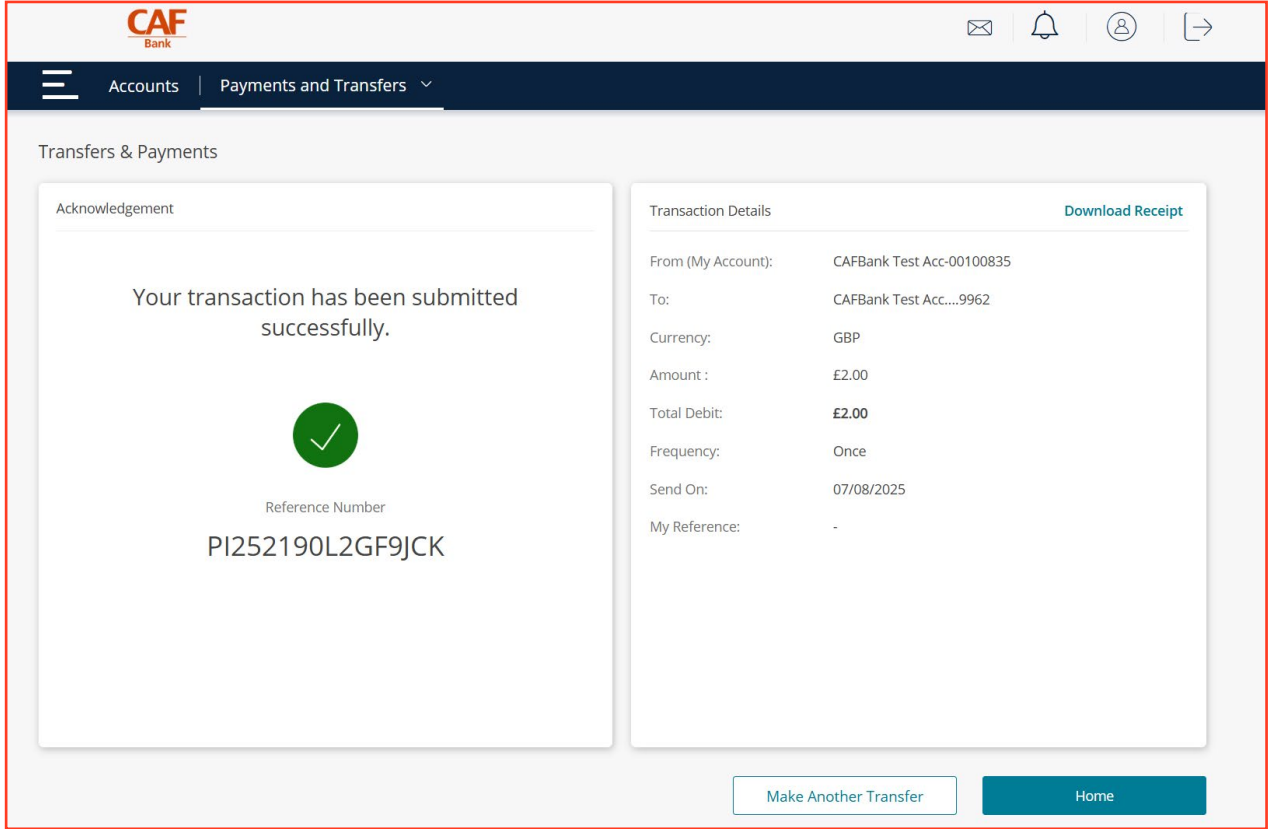 CAF
Bank
Accounts
Payments and Transfers
Transfers & Payments
Acknowledgement
Your transaction has been submitted
successfully.
Reference Number
PI252190L2GF9JCK
Transaction Details
Download Receipt
From (My Account): CAFBank Test Acc-00100835
To: CAFBank Test Acc....9962
Currency: GBP
Amount : £2.00
Total Debit: £2.00
Frequency: Once
Send On: 07/08/2025
My Reference: -
Make Another Transfer
Home